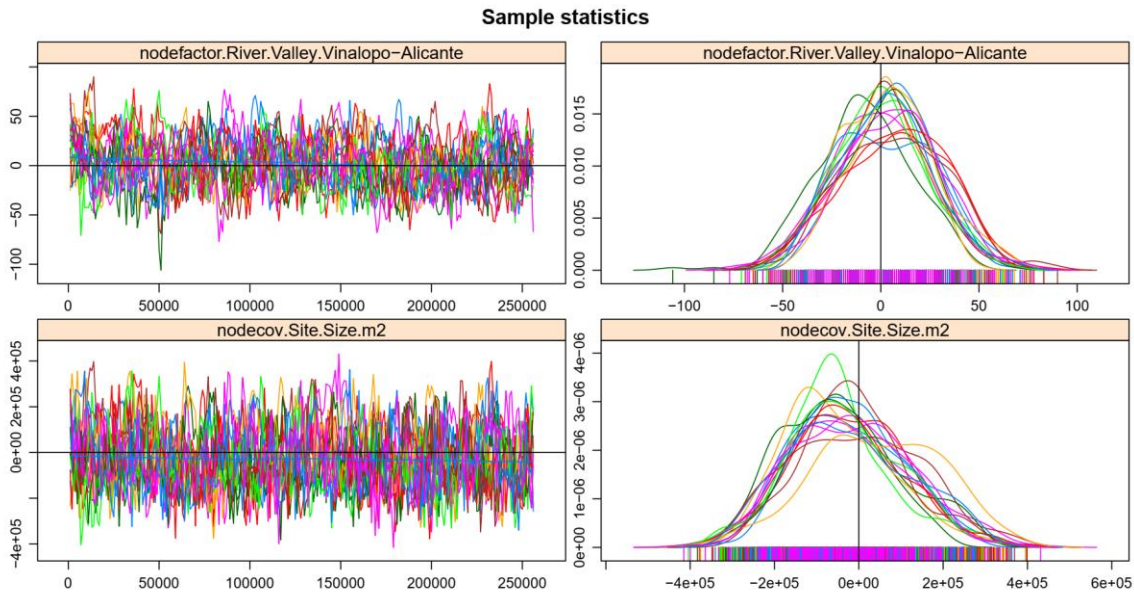 Sample statistics
nodefactor.River.Valley.Vinalopo−Alicante
50
0
−50
−100
0 50000 100000 150000 200000 250000
nodefactor.River.Valley.Vinalopo−Alicante
0.015
0.010
0.005
0.000
−100 −50 0 50 100
nodecov.Site.Size.m2
4e+05
2e+05
0e+00
−4e+05
0 50000 100000 150000 200000 250000
nodecov.Site.Size.m2
4e−06
3e−06
2e−06
1e−06
0e+00
−4e+05 −2e+05 0e+00 2e+05 4e+05 6e+05